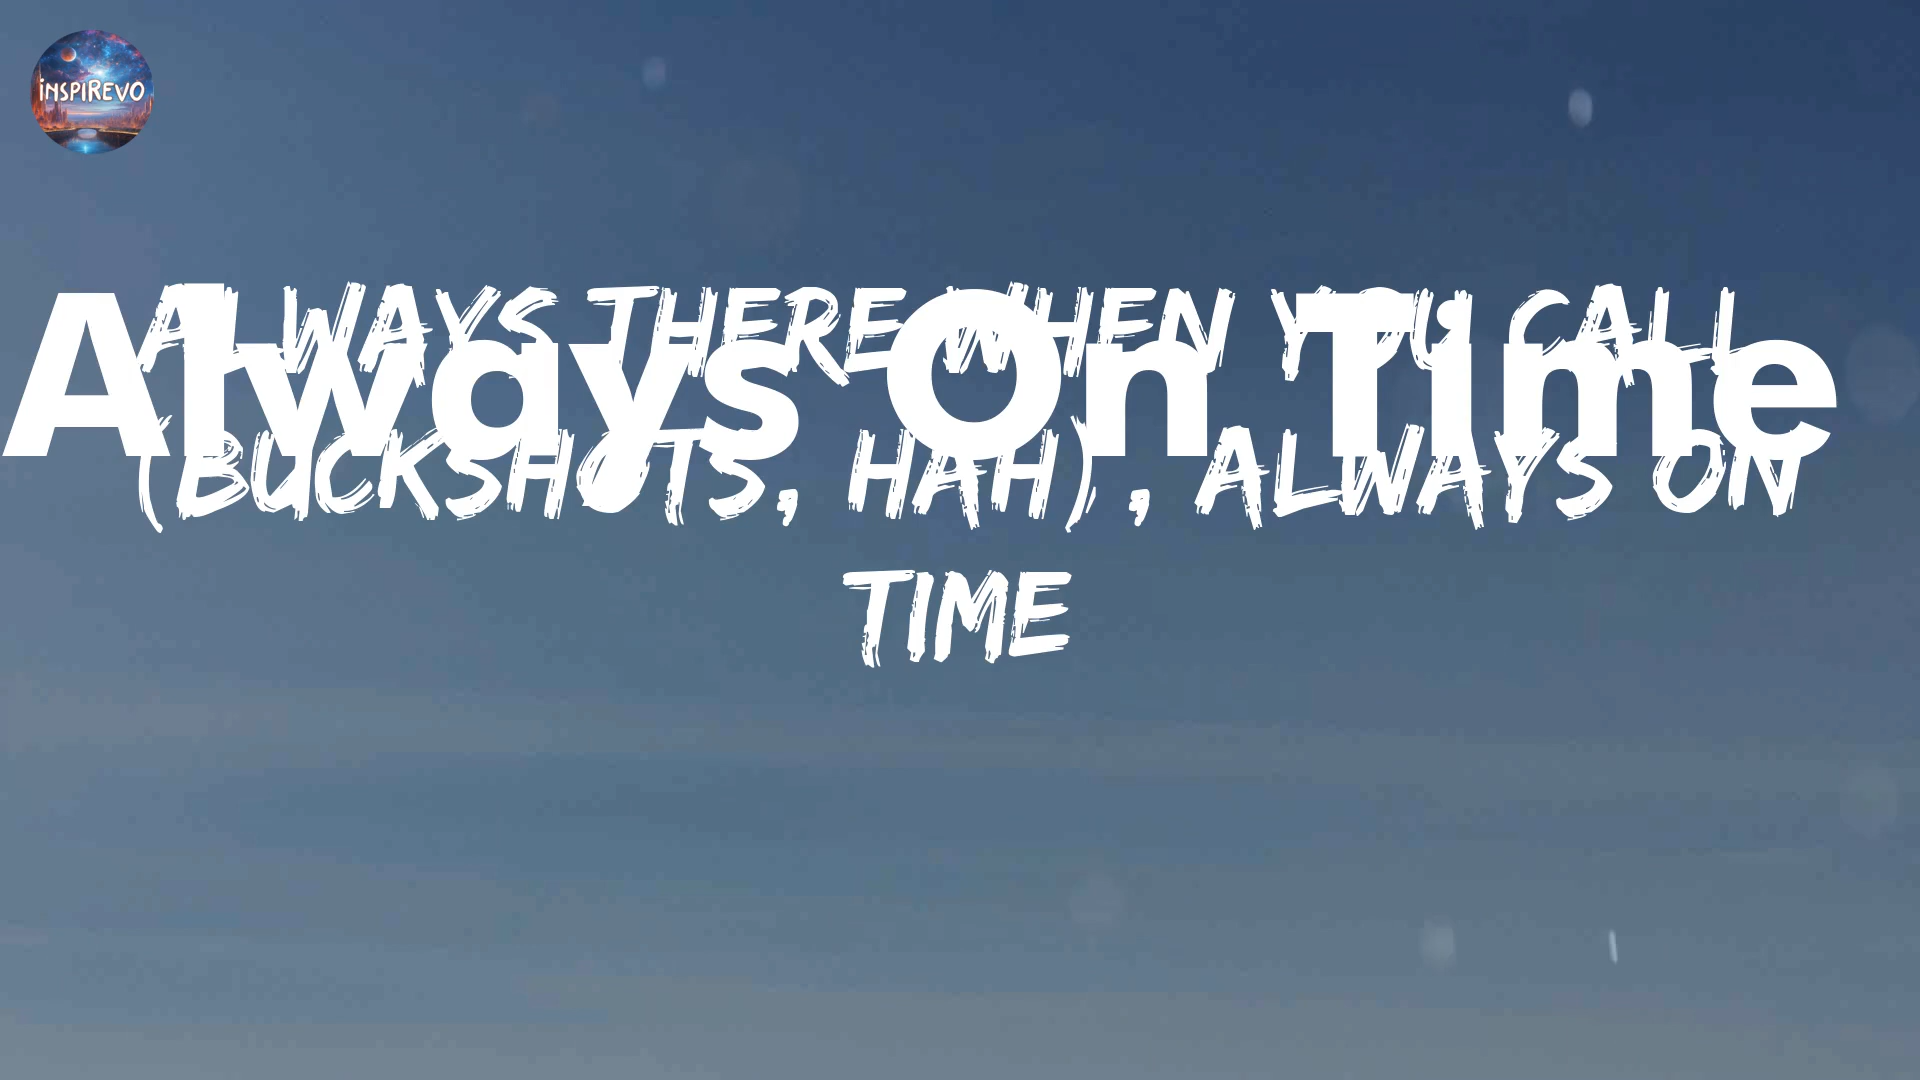 iNSPIREVO
Always On Time
ALWAYS THERE WHEN YOU CALL
(BUCKSHOTS, HAH), ALWAYS ON
TIME